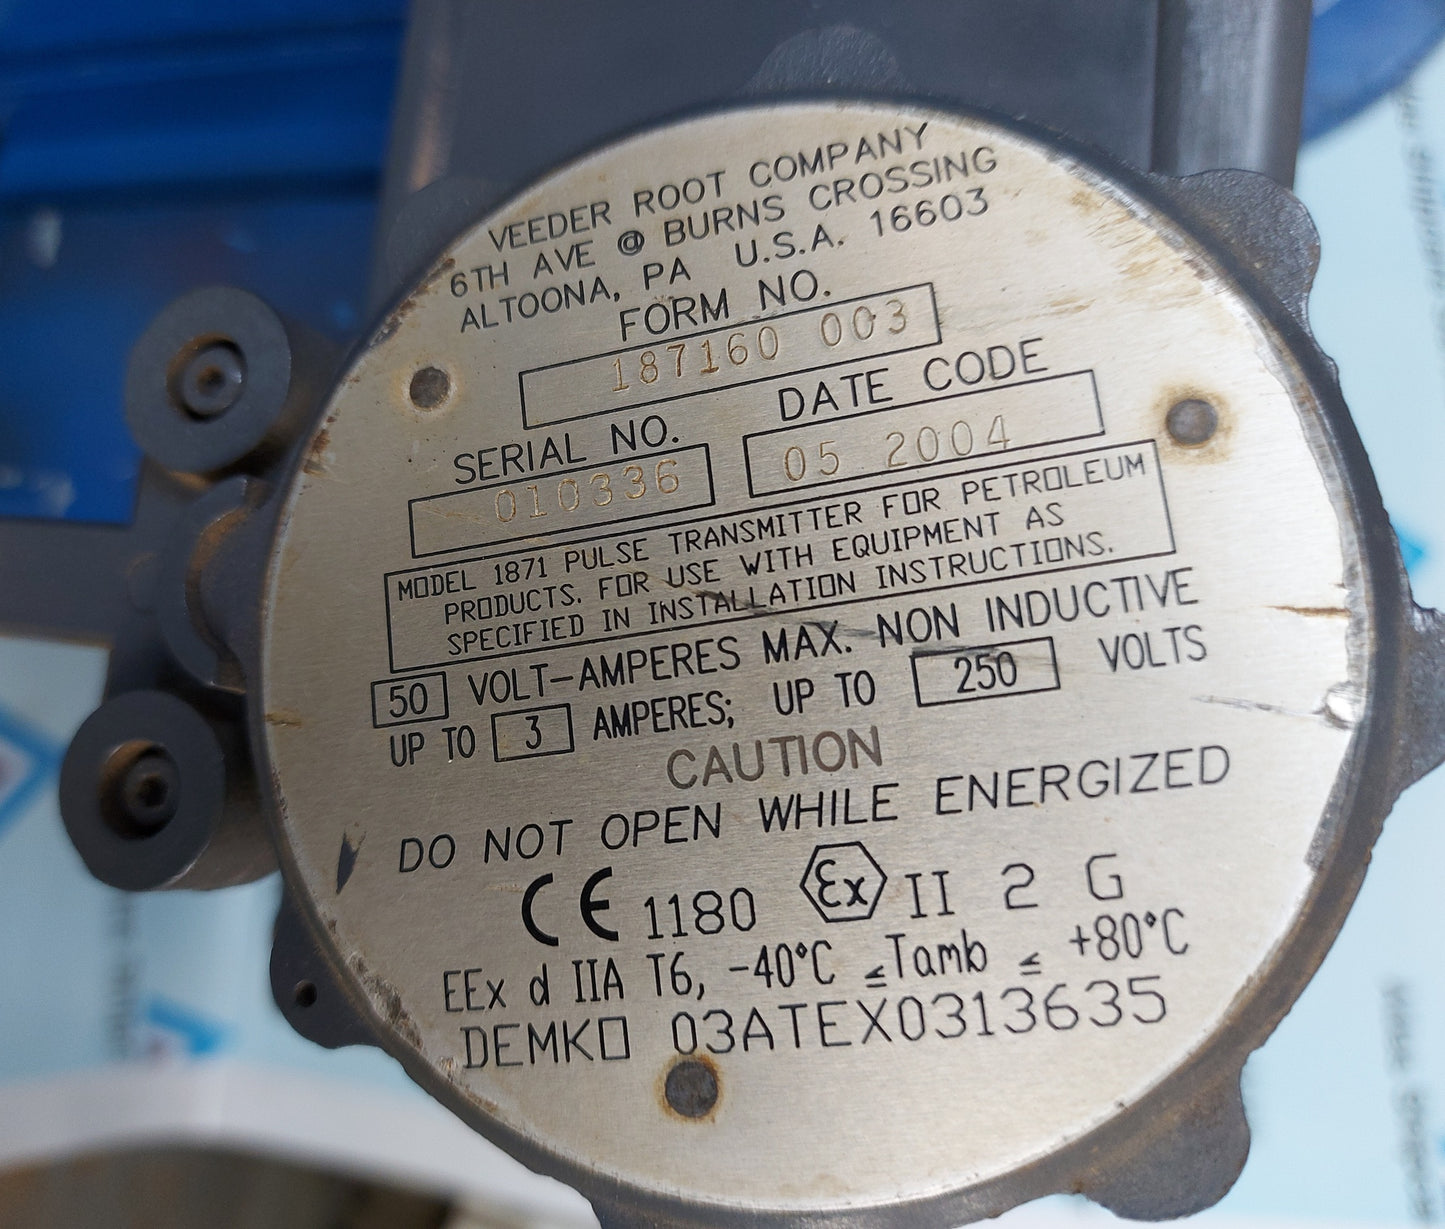 VEEDER ROOT COMPANY
6TH AVE @ BURNS CROSSING
ALTOONA, PA U.S.A. 16603
FORM NO.
187160 003
SERIAL NO. DATE CODE
010336 05 2004
MODEL 1871 PULSE TRANSMITTER FOR PETROLEUM
PRODUCTS. FOR USE WITH EQUIPMENT AS
SPECIFIED IN INSTALLATION INSTRUCTIONS.
50 VOLT-AMPERES MAX. NON INDUCTIVE
UP TO 3 AMPERES; UP TO 250 VOLTS
CAUTION
DO NOT OPEN WHILE ENERGIZED
CE 1180 Ex II 2 G
EEx d IIA T6, -40°C ≤Tamb ≤ +80°C
DEMKO 03ATEX0313635